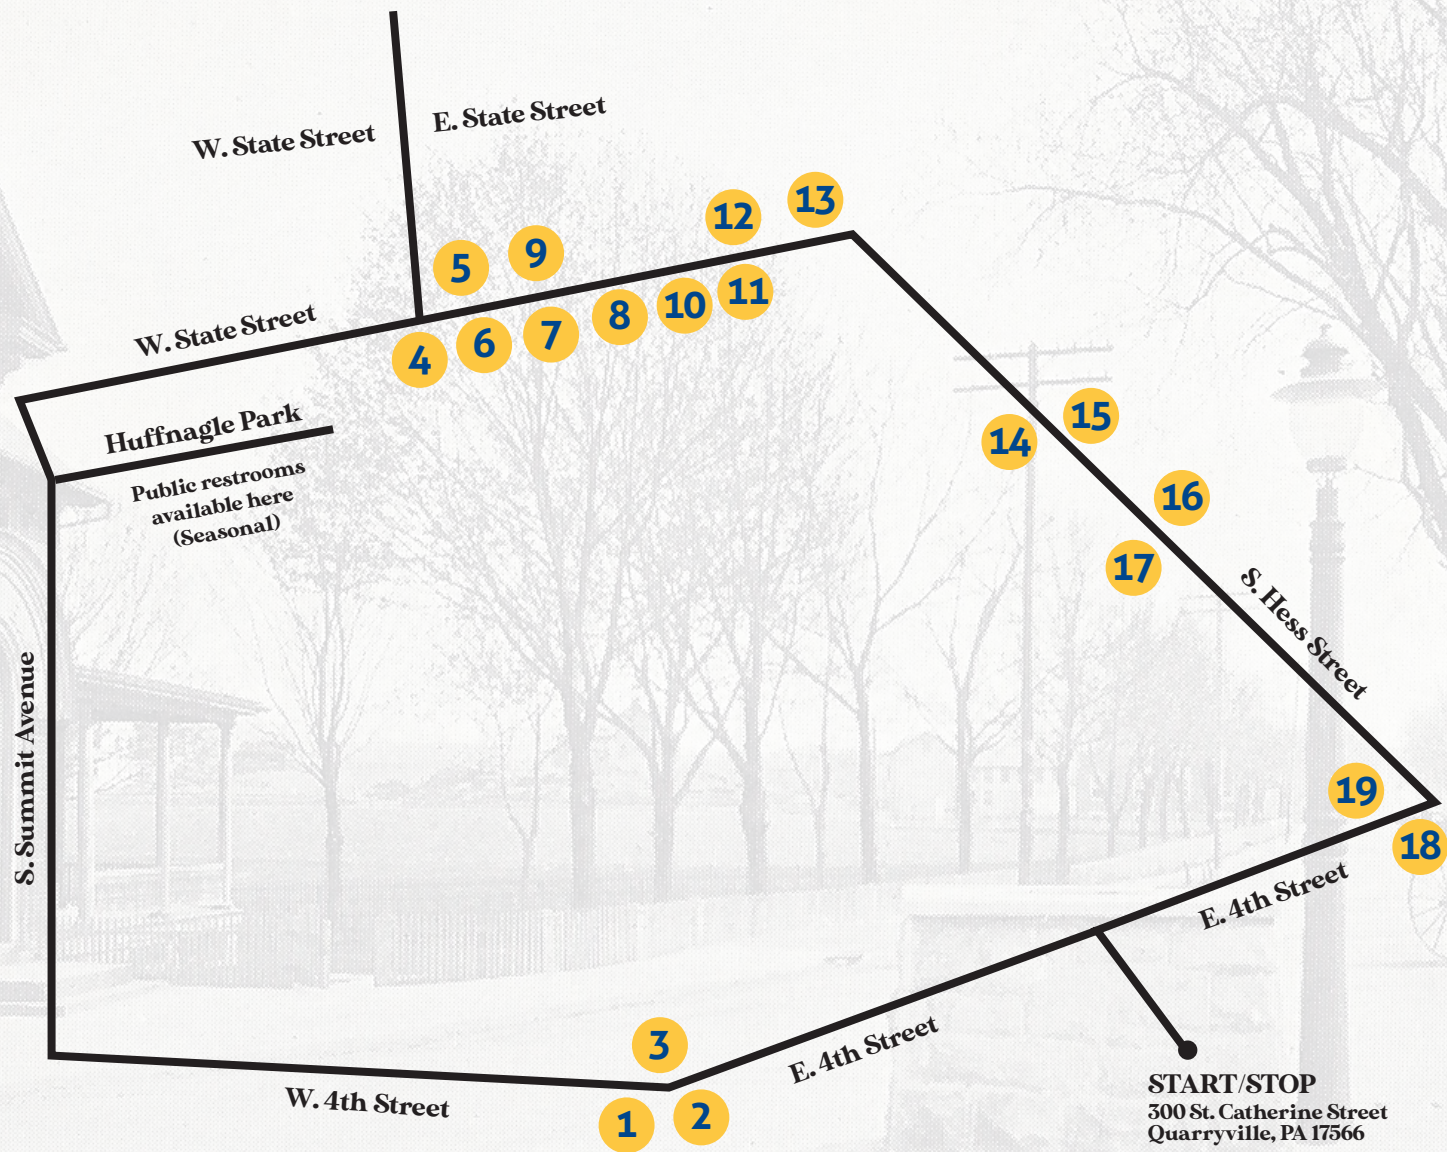 W. State Street
E. State Street
13
12
9
5
11
10
8
7
6
4
W. State Street
Huffnagle Park
Public restrooms
available here
(Seasonal)
15
14
16
17
S. Hess Street
S. Summit Avenue
19
18
E. 4th Street
E. 4th Street
3
2
1
W. 4th Street
START/STOP
300 St. Catherine Street
Quarryville, PA 17566